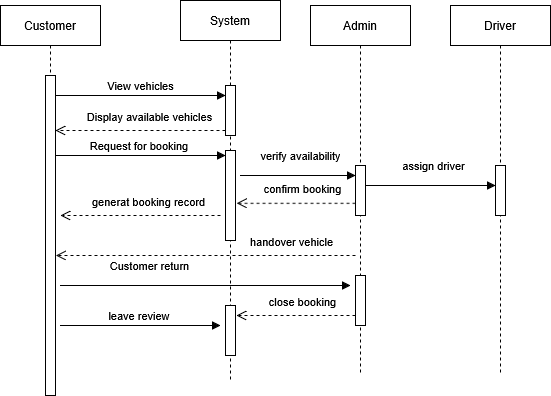 Customer
System
Admin
Driver
View vehicles
Display available vehicles
Request for booking
verify availability
assign driver
confirm booking
generat booking record
handover vehicle
Customer return
close booking
leave review